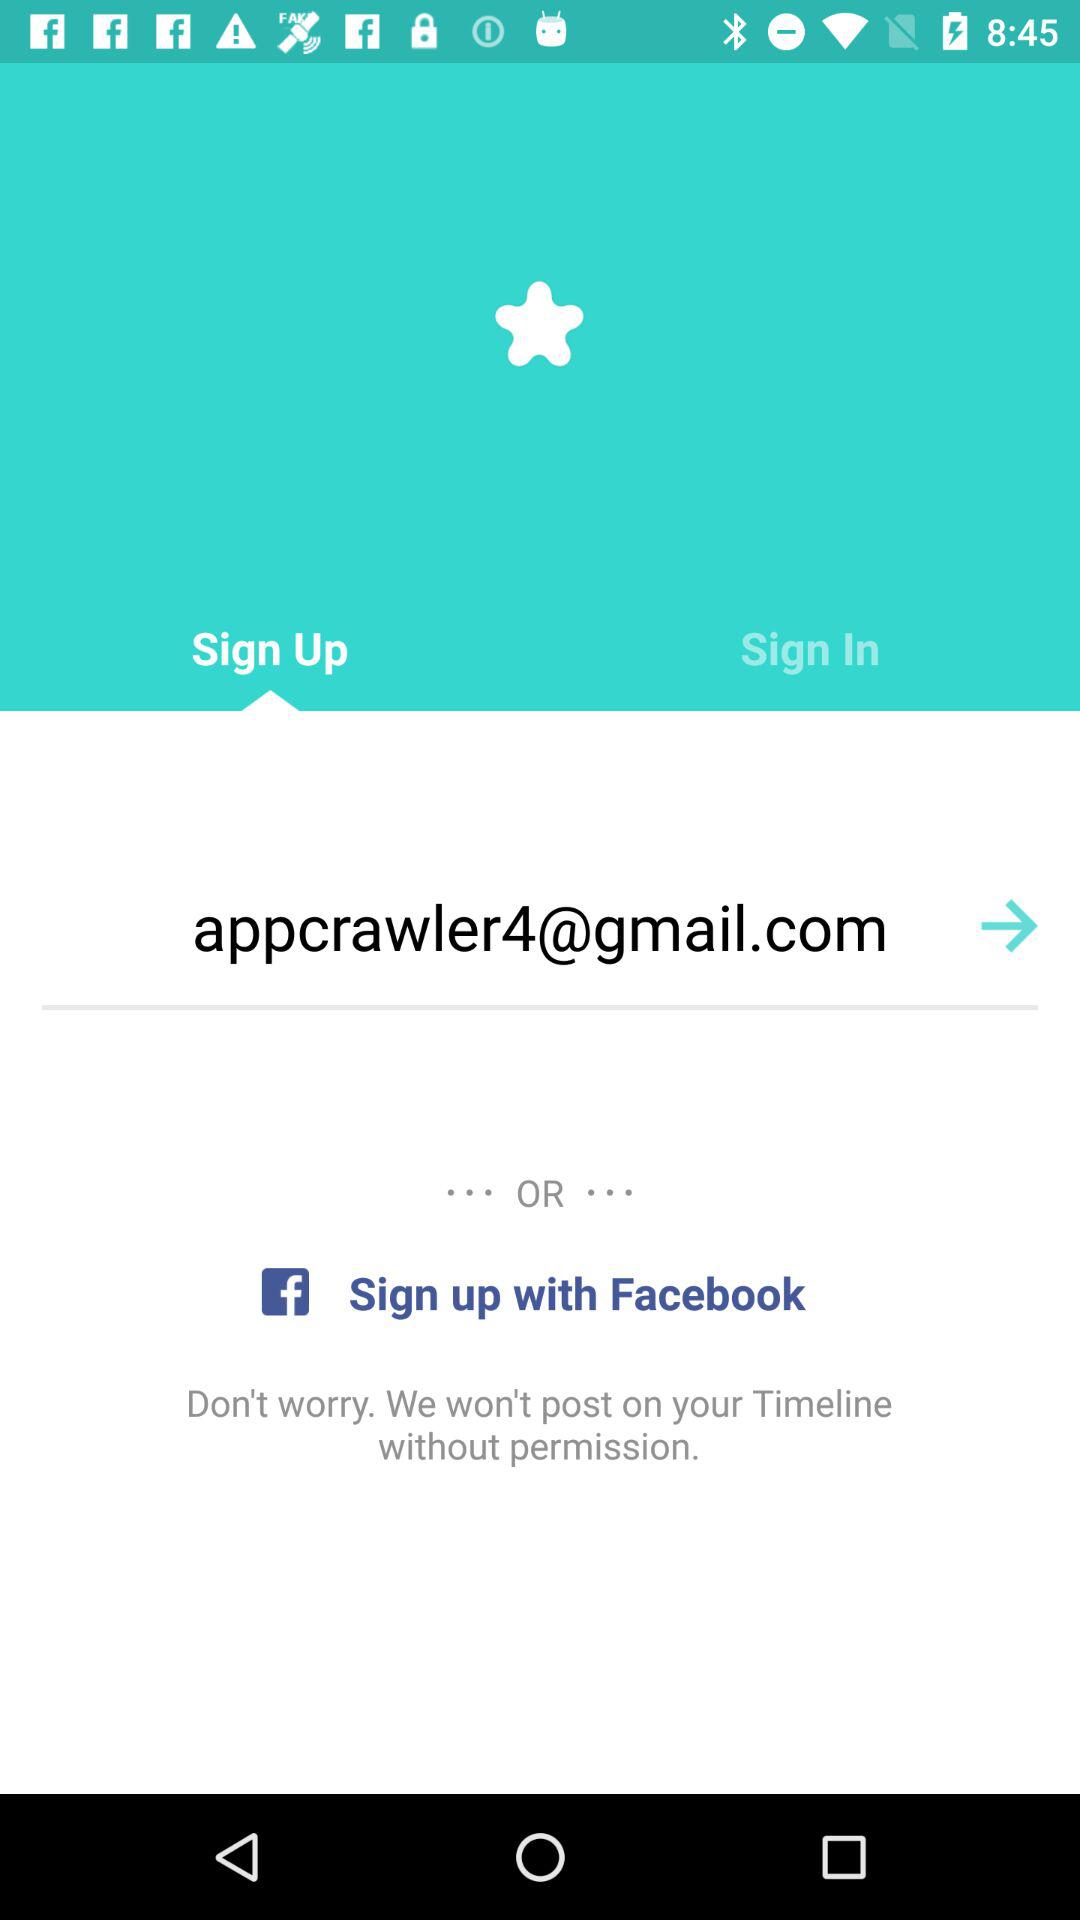 FAKE
8:45
Sign Up
Sign In
appcrawler4@gmail.com
... OR ...
Sign up with Facebook
Don't worry. We won't post on your Timeline
without permission.